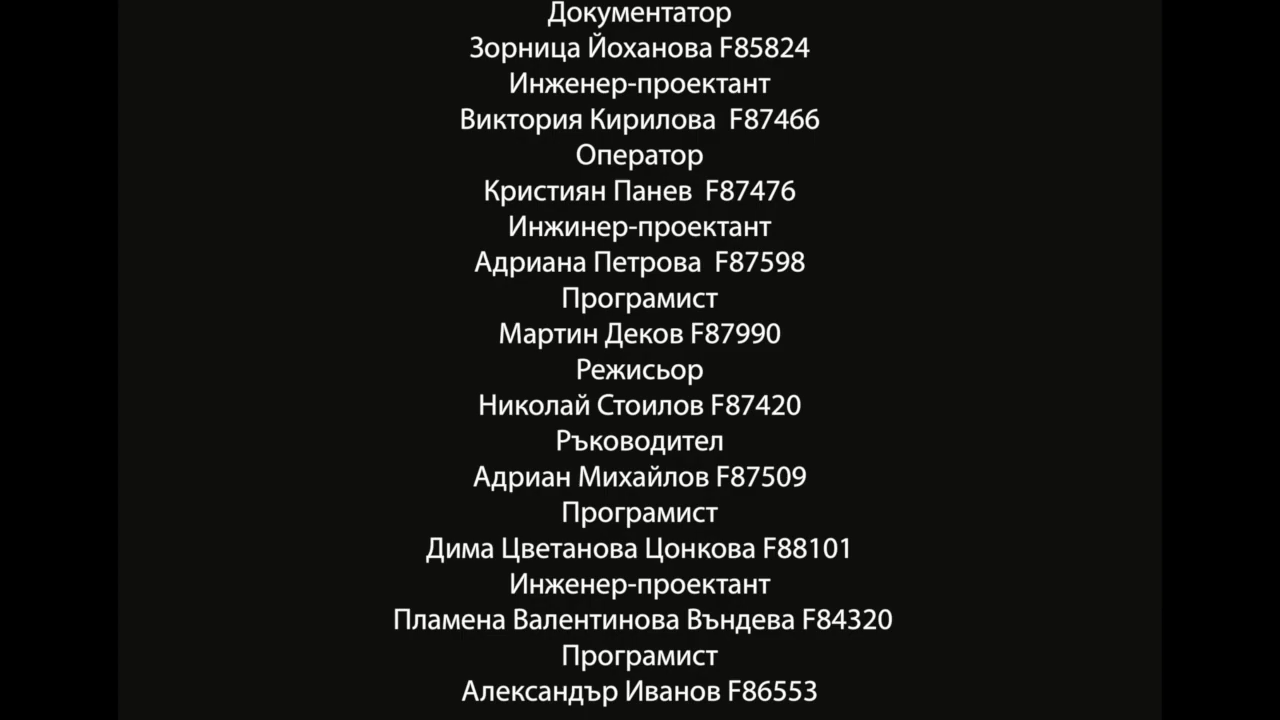 Документатор
Зорница Йоханова F85824
Инженер-проектант
Виктория Кирилова F87466
Оператор
Кристиян Панев F87476
Инжинер-проектант
Адриана Петрова F87598
Програмист
Мартин Деков F87990
Режисьор
Николай Стоилов F87420
Ръководител
Адриан Михайлов F87509
Програмист
Дима Цветанова Цонкова F88101
Инженер-проектант
Пламена Валентинова Въндева F84320
Програмист
Александър Иванов F86553